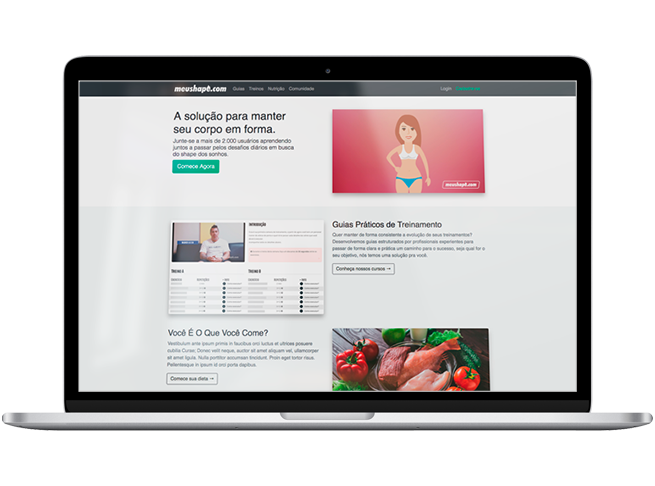 meushape.com Guias Treinos Nutrição Comunidade Login
A solução para manter
seu corpo em forma.
Junte-se a mais de 2.000 usuários aprendendo
juntos a passar pelos desafios diários em busca
do shape dos sonhos.
Comece Agora
meushape.com
INTRODUÇÃO
TREINO A TREINO B
Guias Práticos de Treinamento
Quer manter de forma consistente a evolução de seus treinamentos?
Desenvolvemos guias estruturados por profissionais experientes para
passar de forma clara e prática um caminho para o sucesso, seja qual for o
seu objetivo, nós temos uma solução pra você.
Conheça nossos cursos →
Você É O Que Você Come?
Vestibulum ante ipsum primis in faucibus orci luctus et ultrices posuere
cubilia Curae; Donec velit neque, auctor sit amet aliquam vel, ullamcorper
sit amet ligula. Nulla porttitor accumsan tincidunt. Proin eget tortor risus.
Pellentesque in ipsum id orci porta dapibus.
Comece sua dieta →